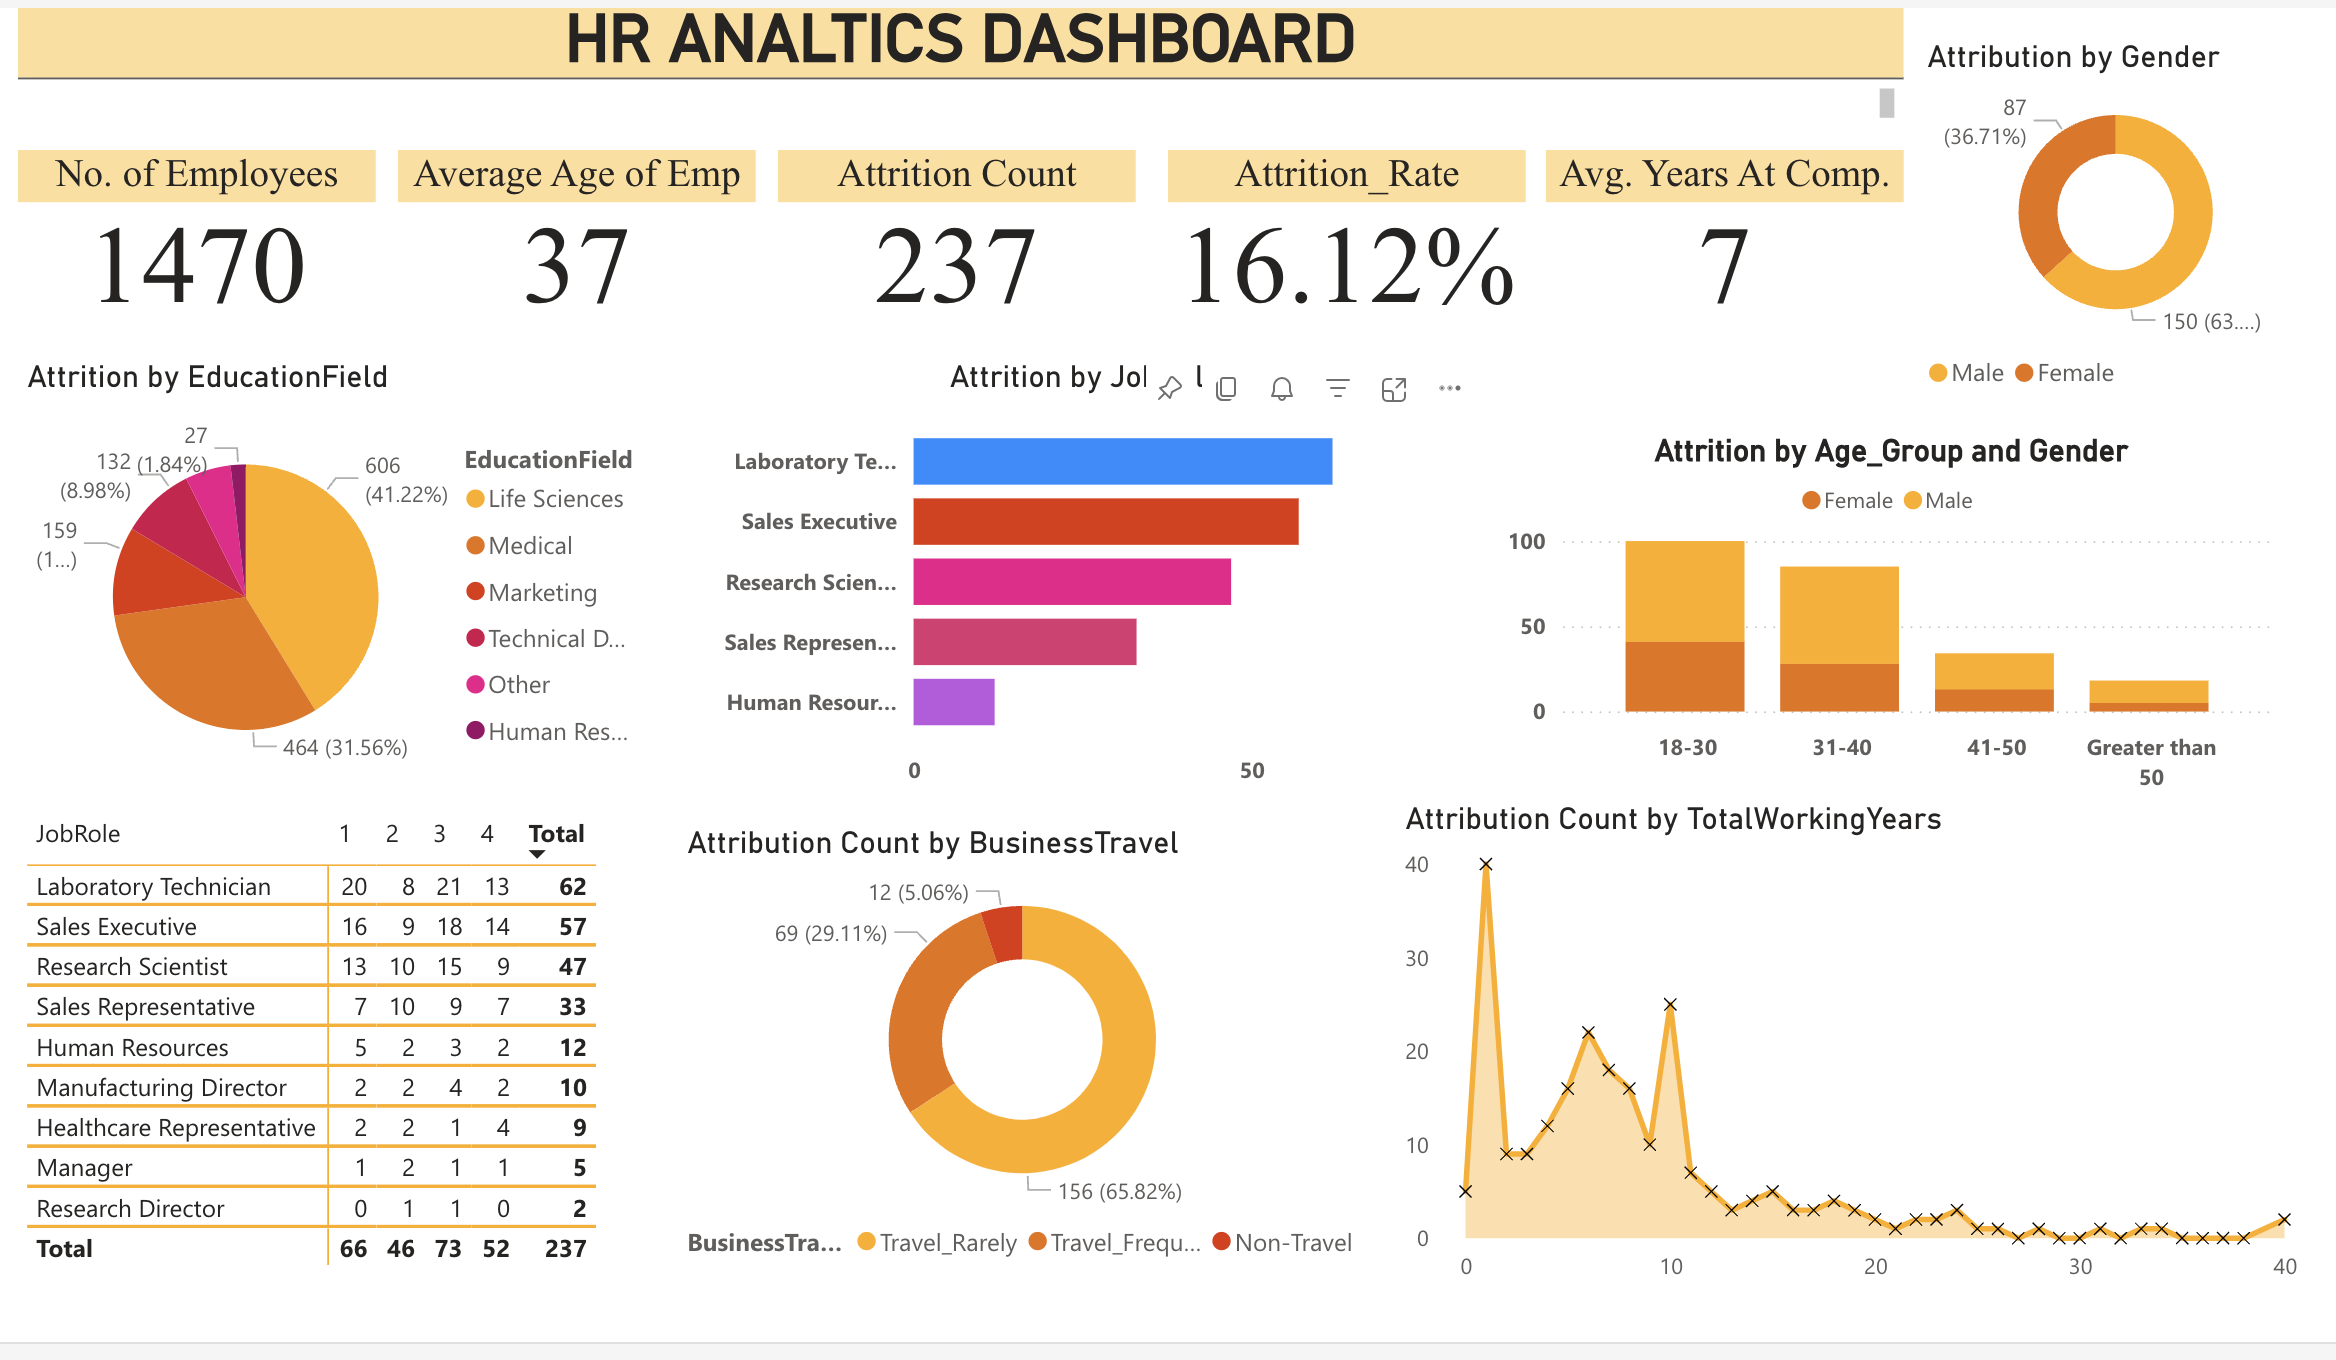 HR ANALTICS DASHBOARD
No. of Employees
1470
Average Age of Emp
37
Attrition Count
237
Attrition_Rate
16.12%
Avg. Years At Comp.
7
Attribution by Gender
87
(36.71%)
150 (63....)
Male Female
Attrition by EducationField
27
(1.84%)
132
(8.98%)
159
(1...)
606
(41.22%)
464 (31.56%)
EducationField
Life Sciences
Medical
Marketing
Technical D...
Other
Human Res...
Attrition by
Laboratory Te...
Sales Executive
Research Scien...
Sales Represen...
Human Resour...
0 50
Attrition by Age_Group and Gender
Female Male
100
50
0
18-30 31-40 41-50 Greater than
50
JobRole 1 2 3 4 Total
Laboratory Technician 20 8 21 13 62
Sales Executive 16 9 18 14 57
Research Scientist 13 10 15 9 47
Sales Representative 7 10 9 7 33
Human Resources 5 2 3 2 12
Manufacturing Director 2 2 4 2 10
Healthcare Representative 2 2 1 4 9
Manager 1 2 1 1 5
Research Director 0 1 1 0 2
Total 66 46 73 52 237
Attribution Count by BusinessTravel
12 (5.06%)
69 (29.11%)
156 (65.82%)
BusinessTra... Travel_Rarely Travel_Frequ... Non-Travel
Attribution Count by TotalWorkingYears
40
30
20
10
0
0 10 20 30 40